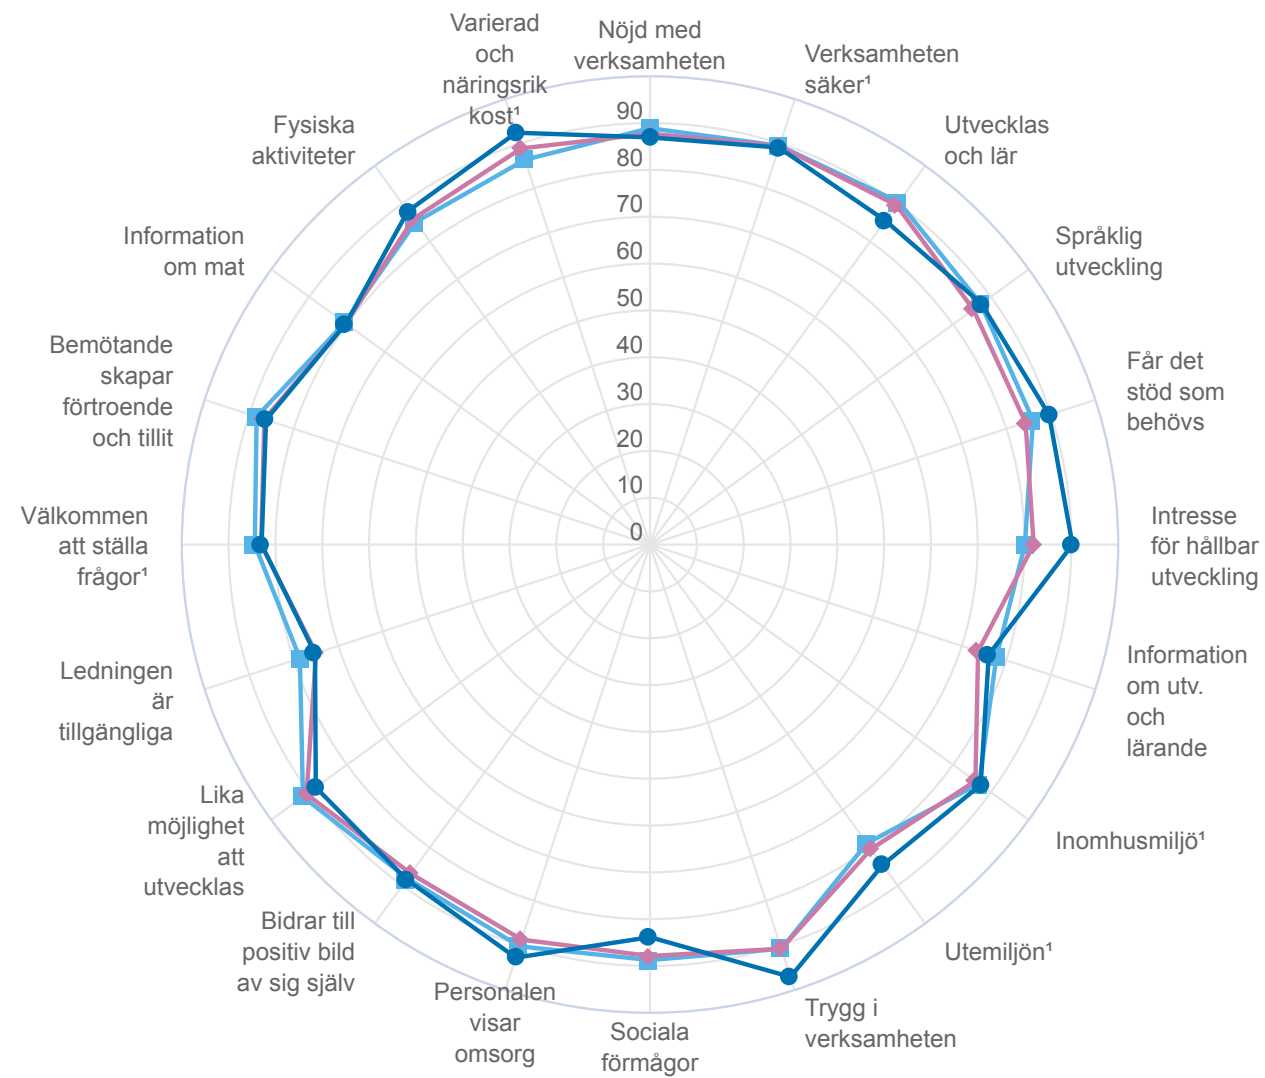 Nöjd med
verksamheten
Verksamheten
säker¹
Utvecklas
och lär
Språklig
utveckling
Får det
stöd som
behövs
Intresse
för hållbar
utveckling
Information
om utv.
och
lärande
Inomhusmiljö¹
Utemiljön¹
Trygg i
verksamheten
Sociala
förmågor
Personalen
visar
omsorg
Bidrar till
positiv bild
av sig själv
Lika
möjlighet
att
utvecklas
Ledningen
är
tillgängliga
Välkommen
att ställa
frågor¹
Bemötande
skapar
förtroende
och tillit
Information
om mat
Fysiska
aktiviteter
Varierad
och
näringsrik
kost¹
90
80
70
60
50
40
30
20
10
0